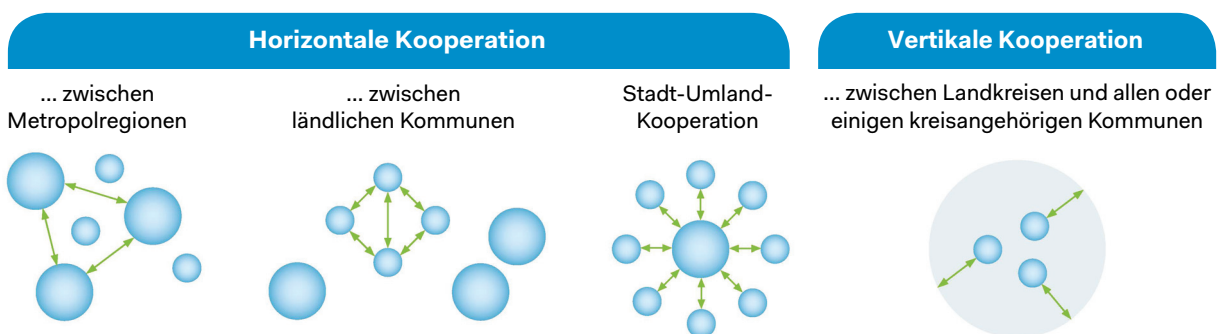 Horizontale Kooperation
... zwischen
Metropolregionen
... zwischen
ländlichen Kommunen
Stadt-Umland-
Kooperation
Vertikale Kooperation
... zwischen Landkreisen und allen oder
einigen kreisangehörigen Kommunen